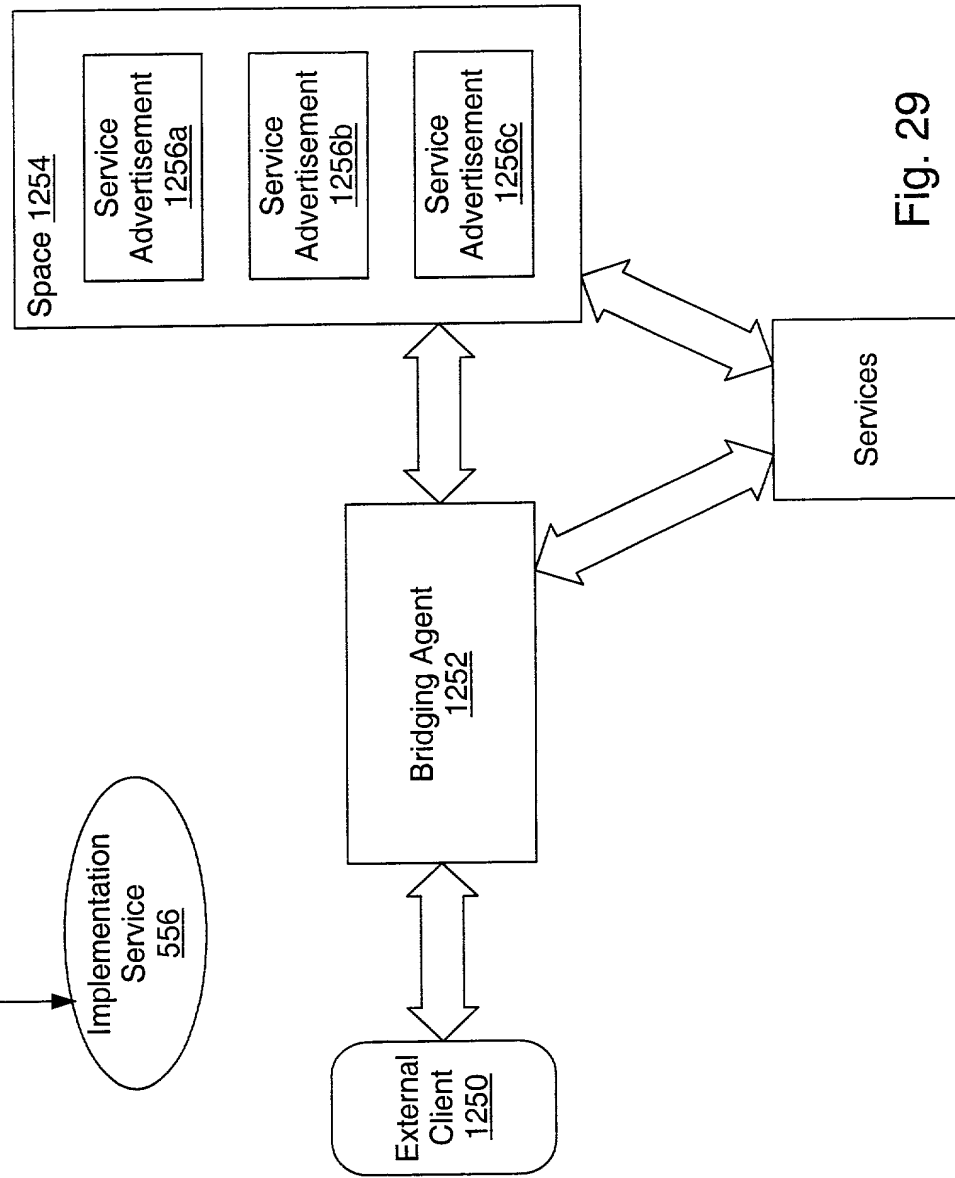 Implementation
Service
556
External
Client
1250
Bridging Agent
1252
Space 1254
Service
Advertisement
1256a
Service
Advertisement
1256b
Service
Advertisement
1256c
Services
Fig. 29